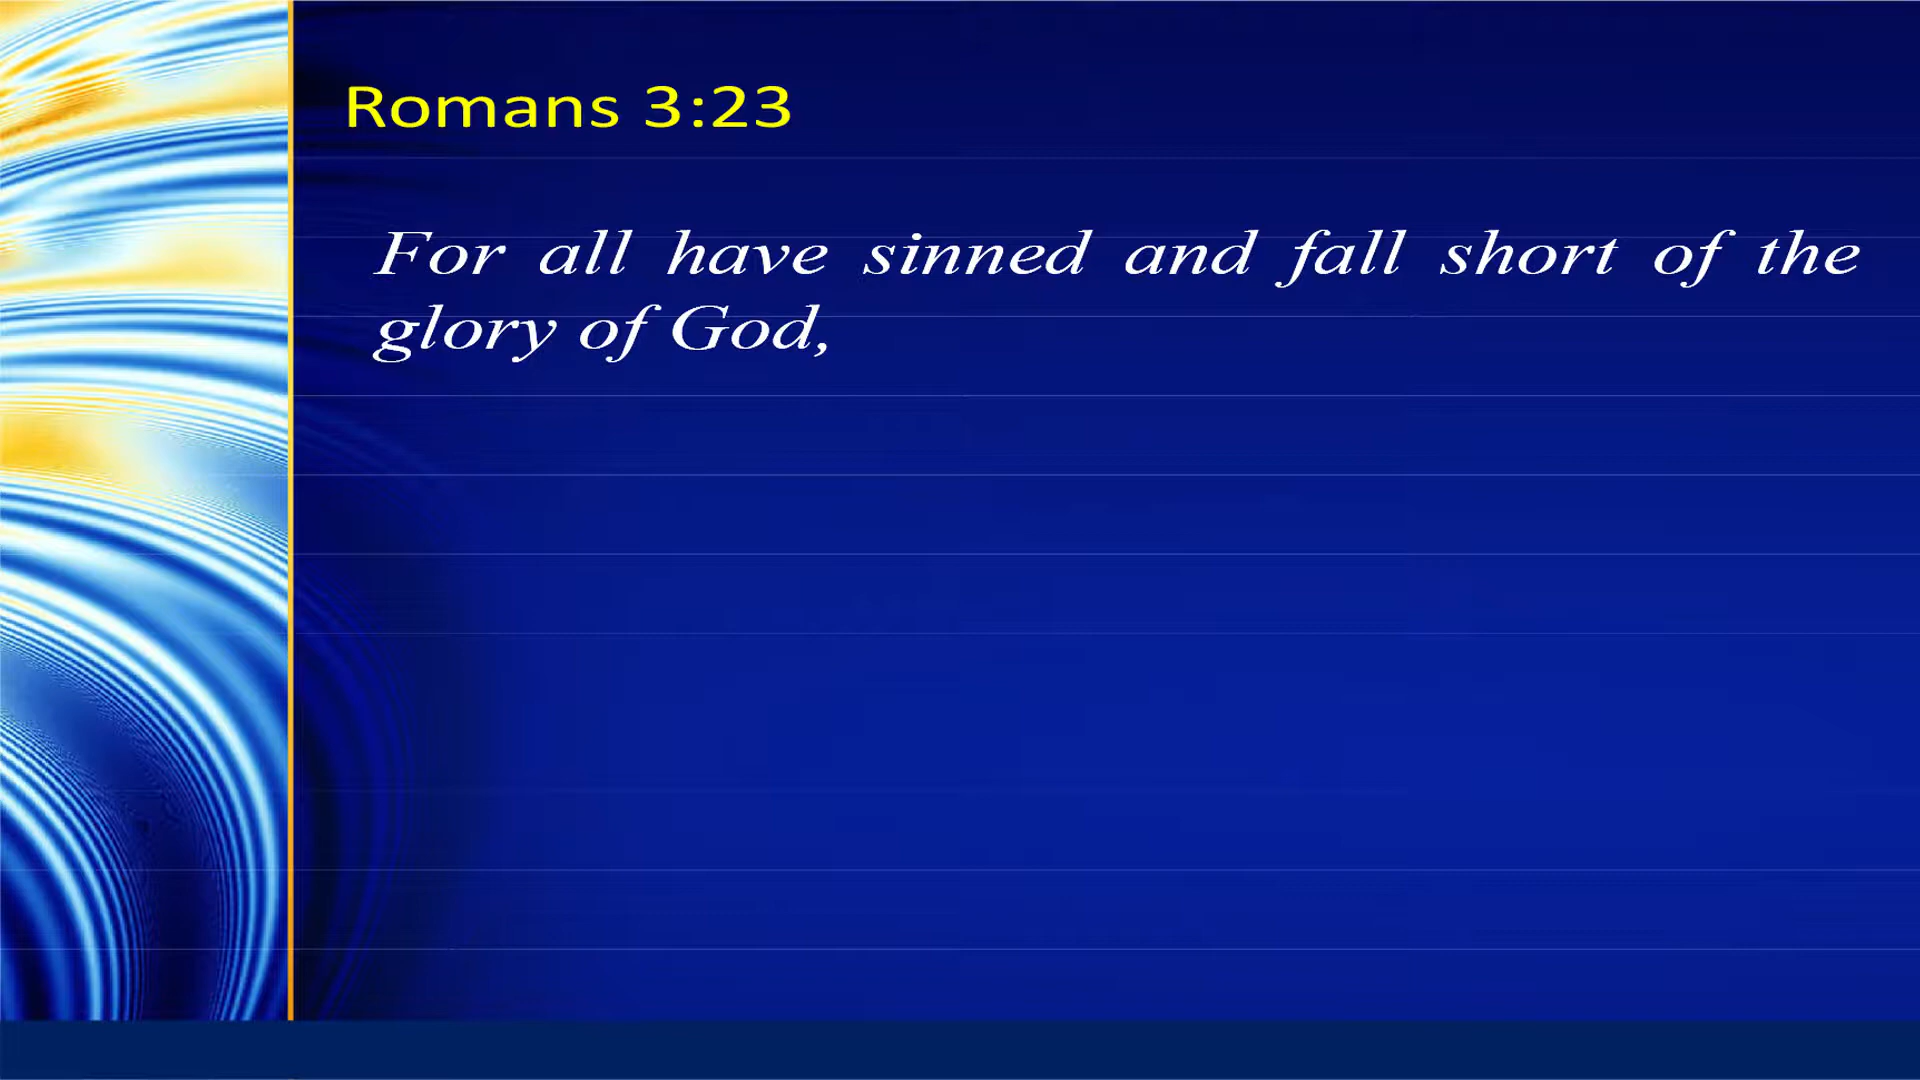 Romans 3:23
For all have sinned and fall short of the
glory of God,